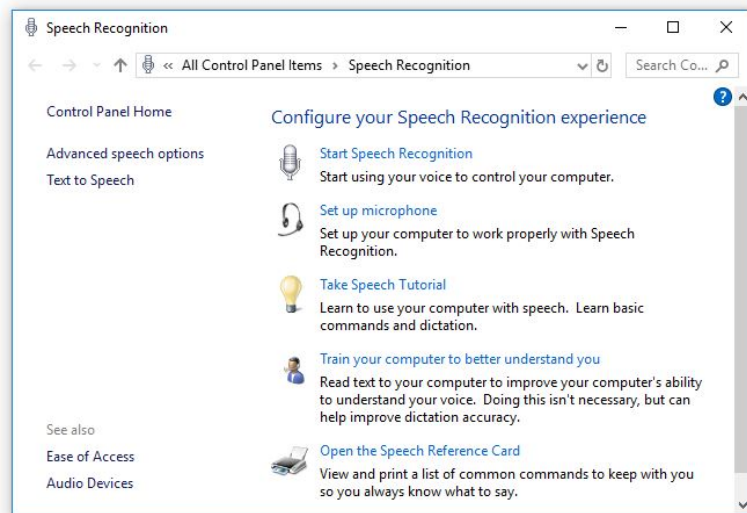 Speech Recognition
« All Control Panel Items › Speech Recognition
Search Co...
Control Panel Home
Advanced speech options
Text to Speech
Configure your Speech Recognition experience
Start Speech Recognition
Start using your voice to control your computer.
Set up microphone
Set up your computer to work properly with Speech
Recognition.
Take Speech Tutorial
Learn to use your computer with speech.  Learn basic
commands and dictation.
Train your computer to better understand you
Read text to your computer to improve your computer's ability
to understand your voice.  Doing this isn't necessary, but can
help improve dictation accuracy.
Open the Speech Reference Card
View and print a list of common commands to keep with you
so you always know what to say.
See also
Ease of Access
Audio Devices